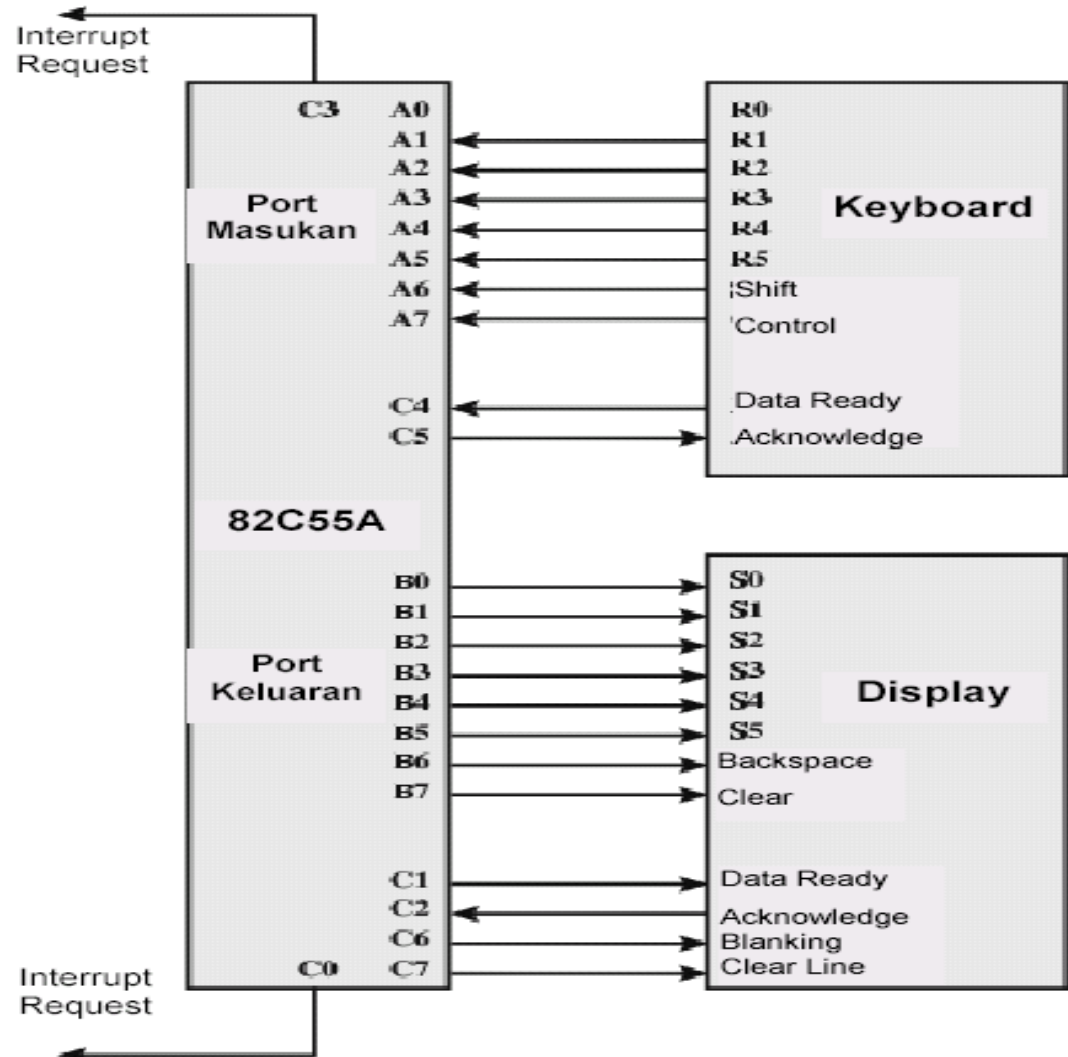 Interrupt
Request
C3 A0 R0
A1 R1
A2 R2
Port
Masukan
A3 R3
Keyboard
A4 R4
A5 R5
A6 Shift
A7 Control
C4 Data Ready
C5 Acknowledge
82C55A
B0 S0
B1 S1
B2 S2
Port
Keluaran
B3 S3
Display
B4 S4
B5 S5
B6 Backspace
B7 Clear
C1 Data Ready
C2 Acknowledge
C6 Blanking
C0 C7 Clear Line
Interrupt
Request